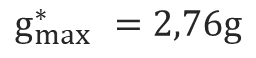 g*max = 2,76g